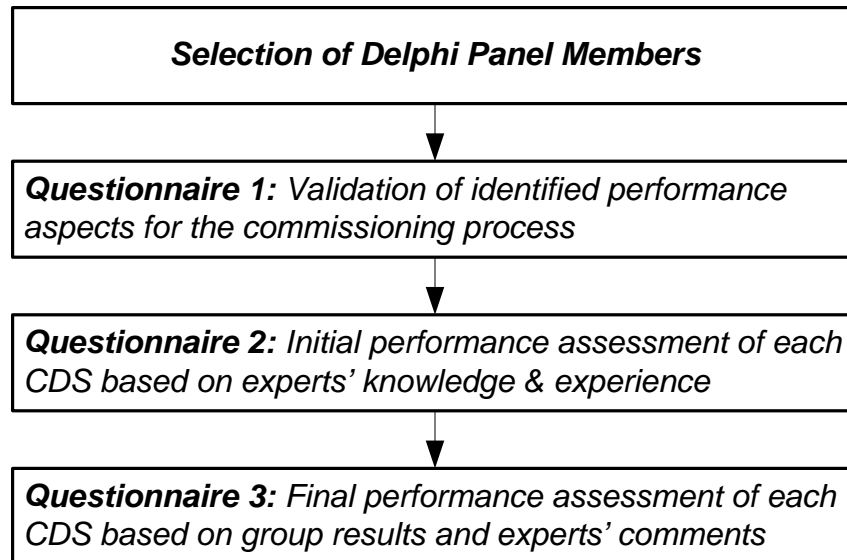 Selection of Delphi Panel Members
Questionnaire 1: Validation of identified performance
aspects for the commissioning process
Questionnaire 2: Initial performance assessment of each
CDS based on experts’ knowledge & experience
Questionnaire 3: Final performance assessment of each
CDS based on group results and experts’ comments